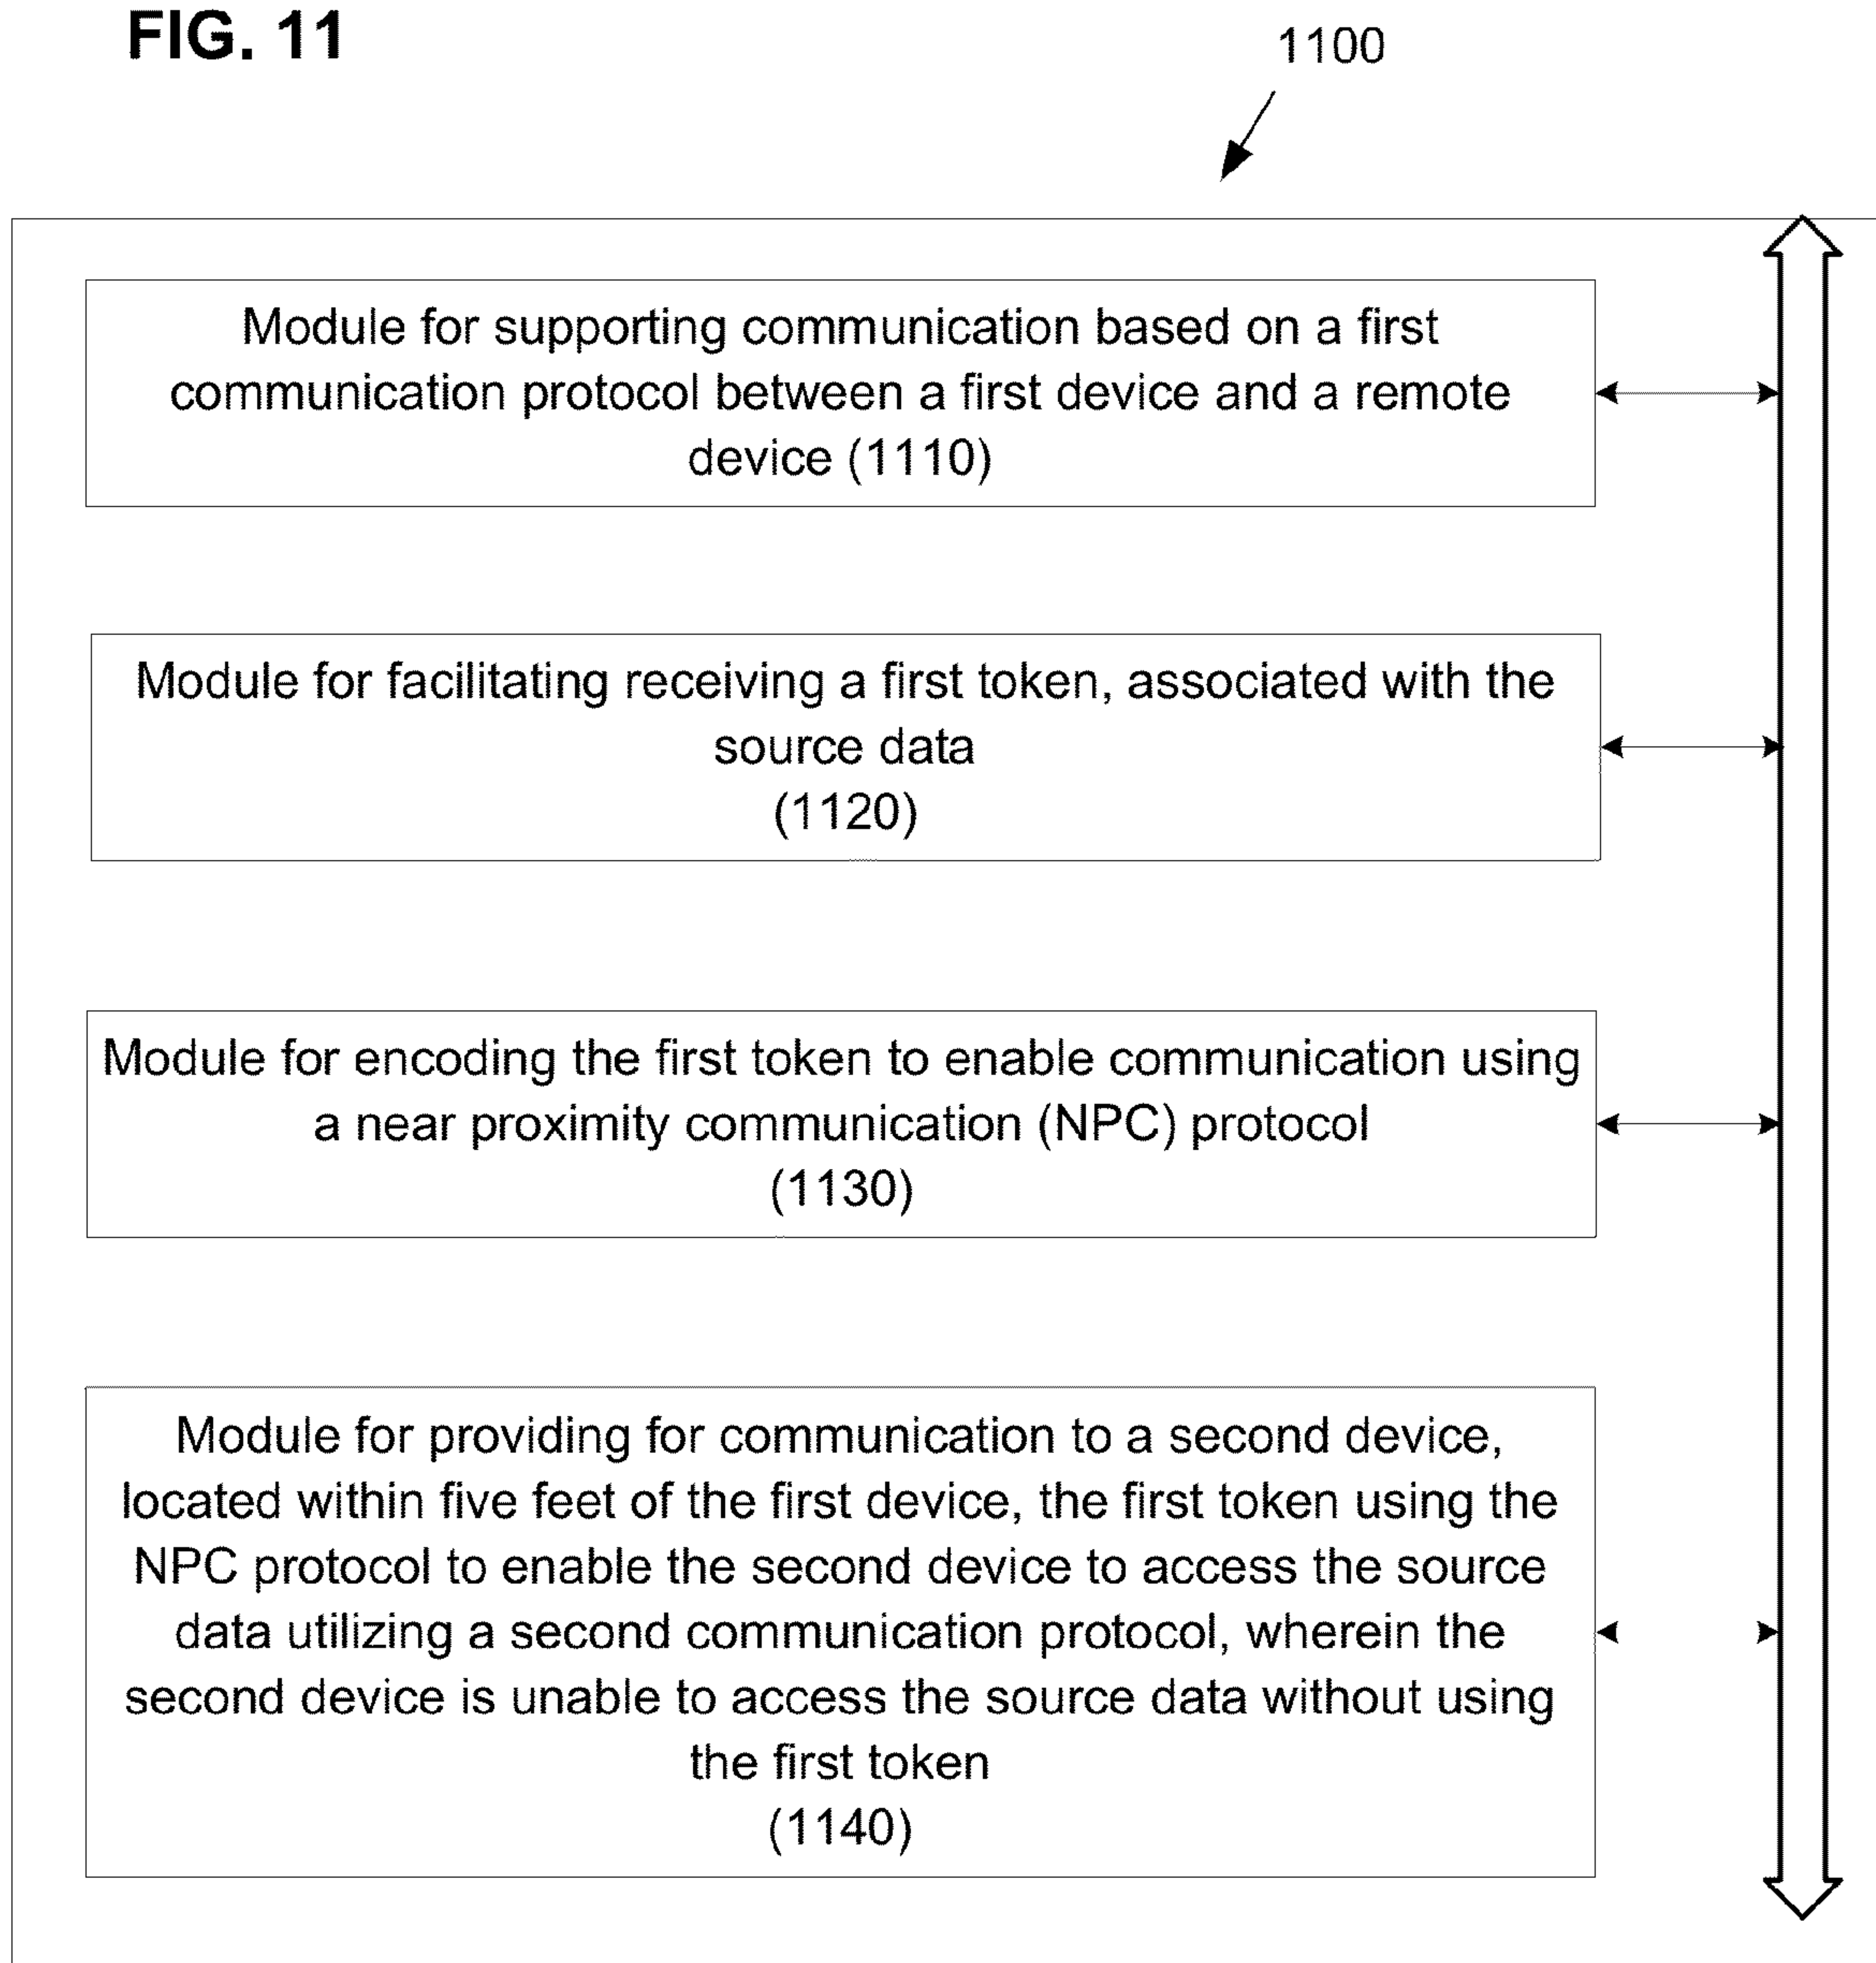 FIG. 11
1100
Module for supporting communication based on a first
communication protocol between a first device and a remote
device (1110)
Module for facilitating receiving a first token, associated with the
source data
(1120)
Module for encoding the first token to enable communication using
a near proximity communication (NPC) protocol
(1130)
Module for providing for communication to a second device,
located within five feet of the first device, the first token using the
NPC protocol to enable the second device to access the source
data utilizing a second communication protocol, wherein the
second device is unable to access the source data without using
the first token
(1140)